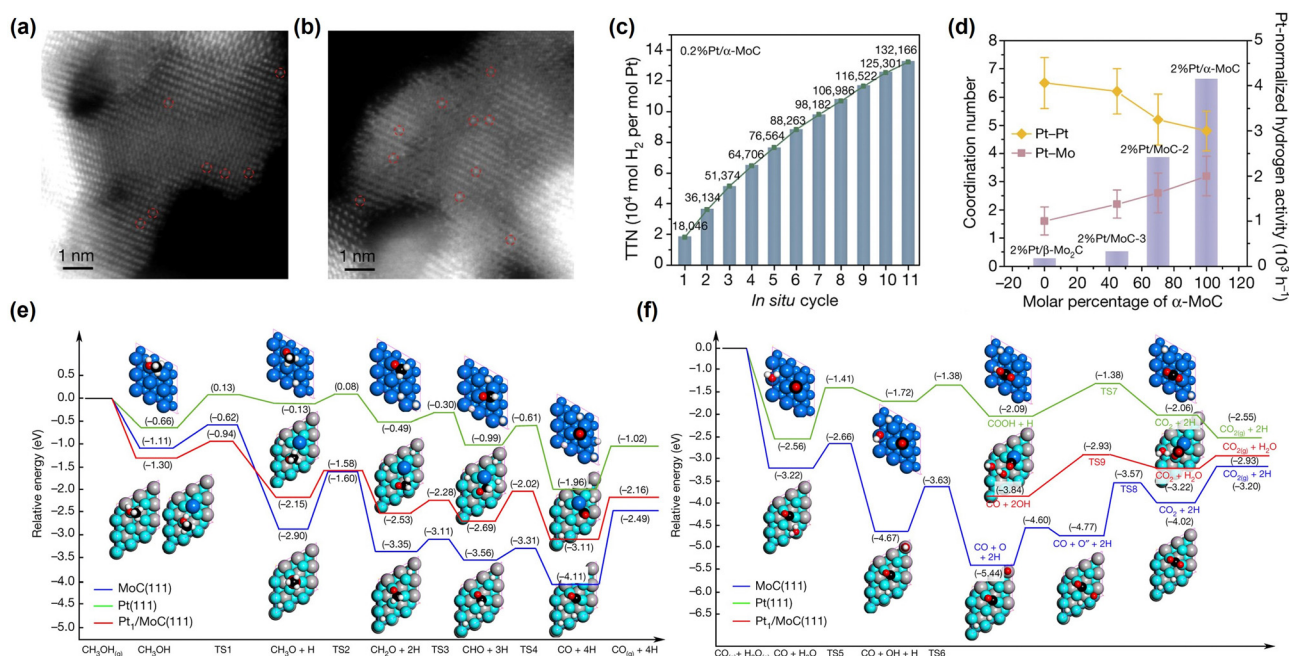 (a)
1 nm
(b)
1 nm
(c)
0.2%Pt/α-MoC
TTN (10⁴ mol H₂ per mol Pt)
14
12
10
8
6
4
2
0
18,046
36,134
51,374
64,706
76,564
88,263
98,182
106,986
116,522
125,301
132,166
1 2 3 4 5 6 7 8 9 10 11
In situ cycle
(d)
Coordination number
8
7
6
5
4
3
2
1
0
Pt–Pt
Pt–Mo
2%Pt/α-MoC
2%Pt/MoC-2
2%Pt/MoC-3
2%Pt/β-Mo₂C
5
4
3
2
1
0
Pt-normalized hydrogen activity (10³ h⁻¹)
−20 0 20 40 60 80 100 120
Molar percentage of α-MoC
(e)
Relative energy (eV)
0.5
0.0
−0.5
−1.0
−1.5
−2.0
−2.5
−3.0
−3.5
−4.0
−4.5
−5.0
(−0.66)
(0.13)
(−0.13)
(0.08)
(−0.49)
(−0.30)
(−0.99)
(−0.61)
(−1.96)
(−1.02)
(−1.11)
(−0.62)
(−2.90)
(−1.60)
(−3.35)
(−3.11)
(−3.56)
(−3.31)
(−4.11)
(−2.49)
(−1.30)
(−0.94)
(−2.15)
(−1.58)
(−2.53)
(−2.28)
(−2.69)
(−2.02)
(−3.11)
(−2.16)
MoC(111)
Pt(111)
Pt₁/MoC(111)
CH₃OH(g) CH₃OH TS1 CH₃O + H TS2 CH₂O + 2H TS3 CHO + 3H TS4 CO + 4H CO(g) + 4H
(f)
Relative energy (eV)
0.0
−0.5
−1.0
−1.5
−2.0
−2.5
−3.0
−3.5
−4.0
−4.5
−5.0
−5.5
−6.0
−6.5
(−2.56)
(−1.41)
(−1.72)
(−1.38)
(−2.09)
COOH + H
(−1.38)
TS7
(−2.06)
CO₂ + 2H
(−2.55)
CO₂(g) + 2H
(−3.22)
(−2.66)
(−4.67)
(−3.63)
CO + O
+ 2H
(−5.44)
(−4.60)
(−4.77)
CO + O″ + 2H
(−3.57)
TS8
CO₂ + 2H
(−4.02)
CO₂(g) + 2H
(−3.20)
(−3.84)
CO + 2OH
(−2.93)
TS9
CO₂ + H₂O
(−3.22)
CO₂(g) + H₂O
(−2.93)
MoC(111)
Pt(111)
Pt₁/MoC(111)
CO + H₂O TS5 CO + OH + H TS6